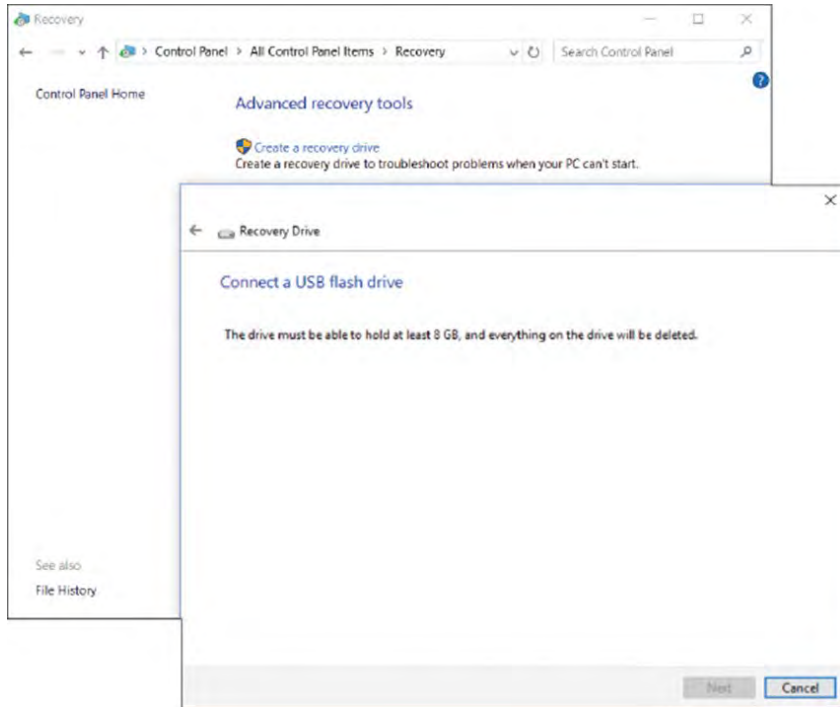 Recovery
Control Panel > All Control Panel Items > Recovery
Search Control Panel
Control Panel Home
Advanced recovery tools
Create a recovery drive
Create a recovery drive to troubleshoot problems when your PC can't start.
Recovery Drive
Connect a USB flash drive
The drive must be able to hold at least 8 GB, and everything on the drive will be deleted.
See also
File History
Next
Cancel